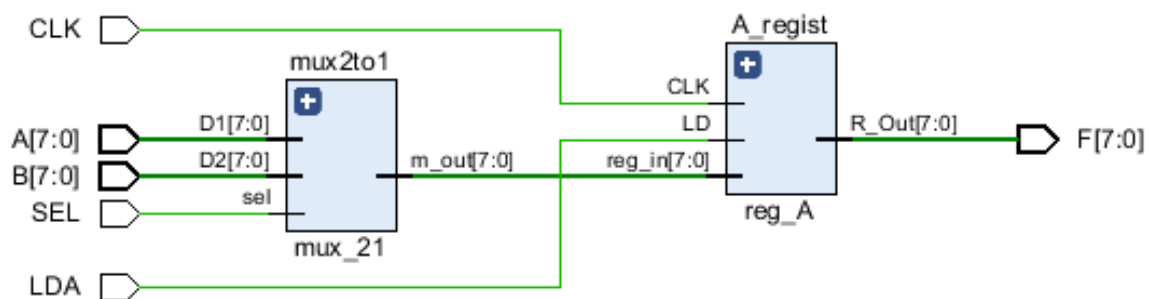 CLK
A_regist
mux2to1
CLK
D1[7:0]
LD
R_Out[7:0]
A[7:0]
F[7:0]
D2[7:0]
m_out[7:0]
reg_in[7:0]
B[7:0]
sel
SEL
reg_A
mux_21
LDA